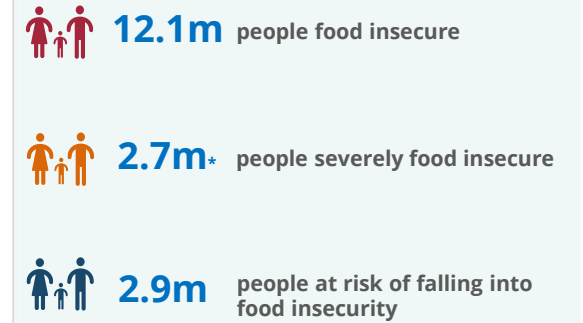 12.1m people food insecure
2.7m* people severely food insecure
2.9m people at risk of falling into
food insecurity